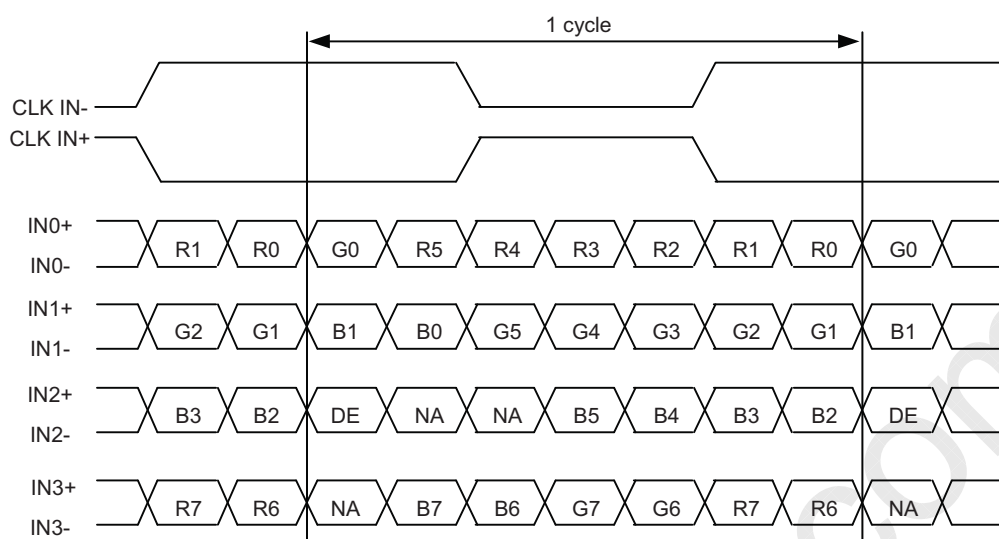 1 cycle
CLK IN-
CLK IN+
IN0+
R1 R0 G0 R5 R4 R3 R2 R1 R0 G0
IN0-
IN1+
G2 G1 B1 B0 G5 G4 G3 G2 G1 B1
IN1-
IN2+
B3 B2 DE NA NA B5 B4 B3 B2 DE
IN2-
IN3+
R7 R6 NA B7 B6 G7 G6 R7 R6 NA
IN3-
com